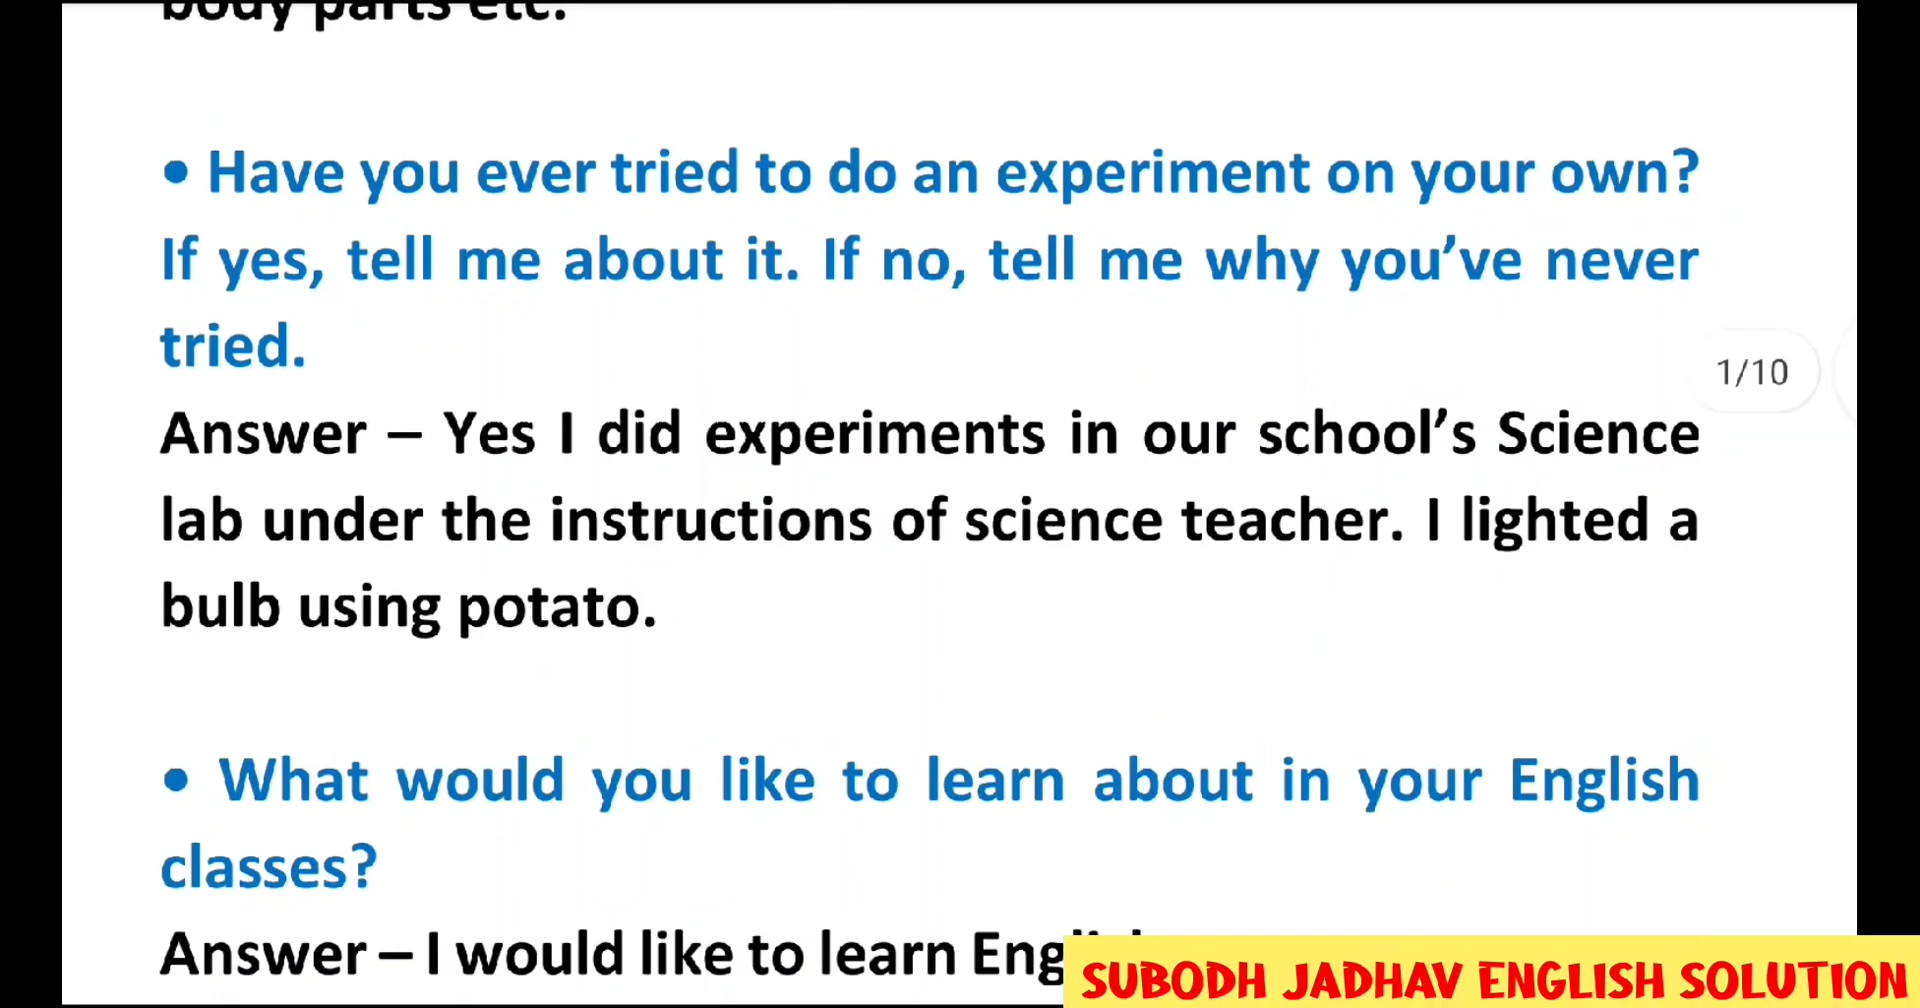 body parts etc.
• Have you ever tried to do an experiment on your own?
If yes, tell me about it. If no, tell me why you’ve never
tried.
1/10
Answer – Yes I did experiments in our school’s Science
lab under the instructions of science teacher. I lighted a
bulb using potato.
• What would you like to learn about in your English
classes?
Answer – I would like to learn
SUBODH JADHAV ENGLISH SOLUTION